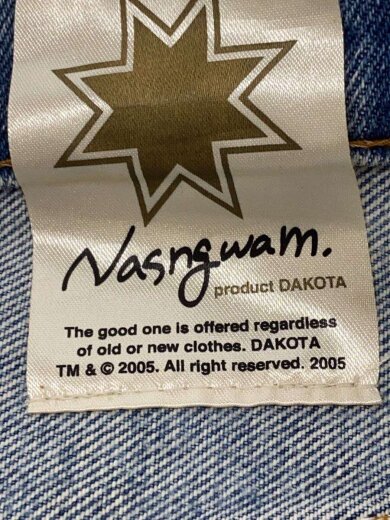 Nasngwam.
product DAKOTA
The good one is offered regardless
of old or new clothes. DAKOTA
TM & © 2005. All right reserved. 2005